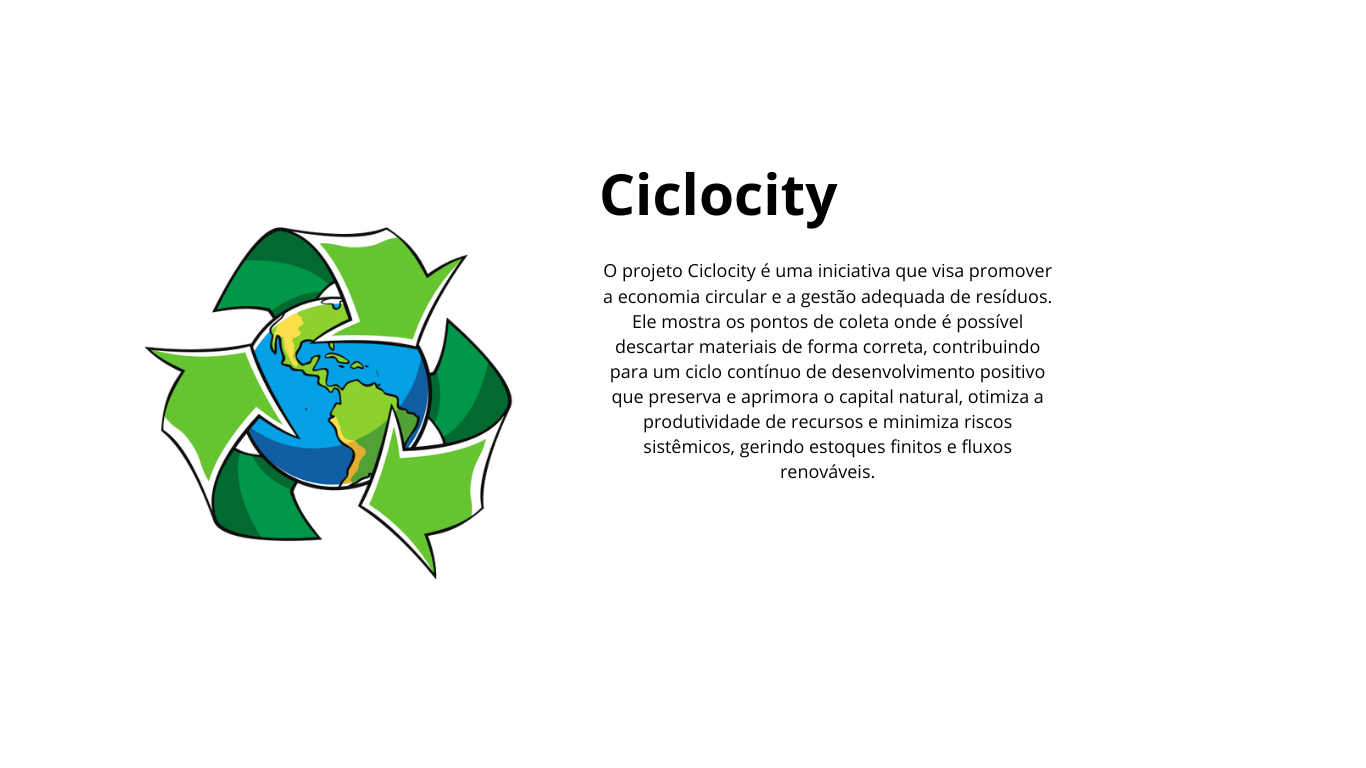 Ciclocity
O projeto Ciclocity é uma iniciativa que visa promover
a economia circular e a gestão adequada de resíduos.
Ele mostra os pontos de coleta onde é possível
descartar materiais de forma correta, contribuindo
para um ciclo contínuo de desenvolvimento positivo
que preserva e aprimora o capital natural, otimiza a
produtividade de recursos e minimiza riscos
sistêmicos, gerindo estoques finitos e fluxos
renováveis.